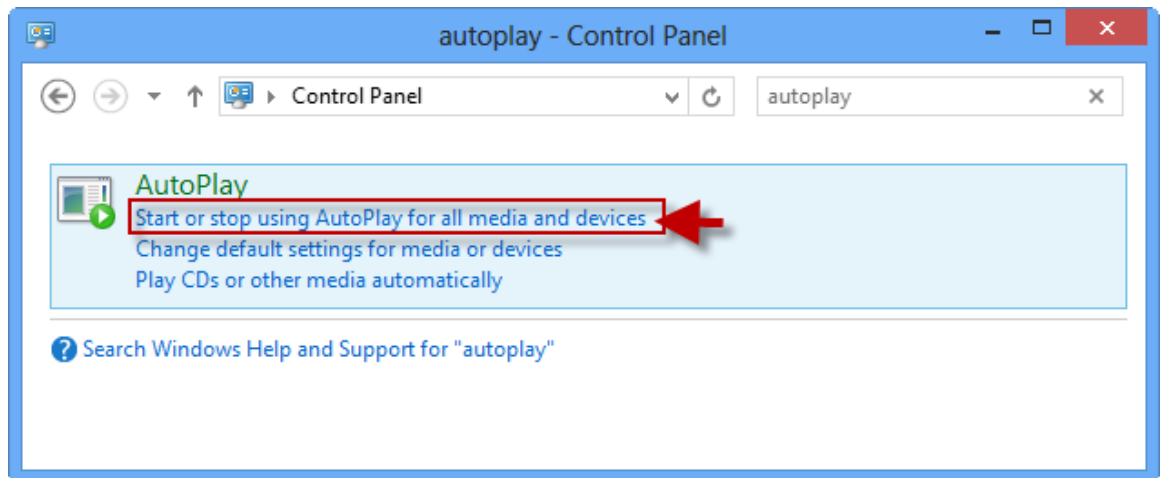 autoplay - Control Panel
Control Panel
autoplay
AutoPlay
Start or stop using AutoPlay for all media and devices
Change default settings for media or devices
Play CDs or other media automatically
Search Windows Help and Support for "autoplay"